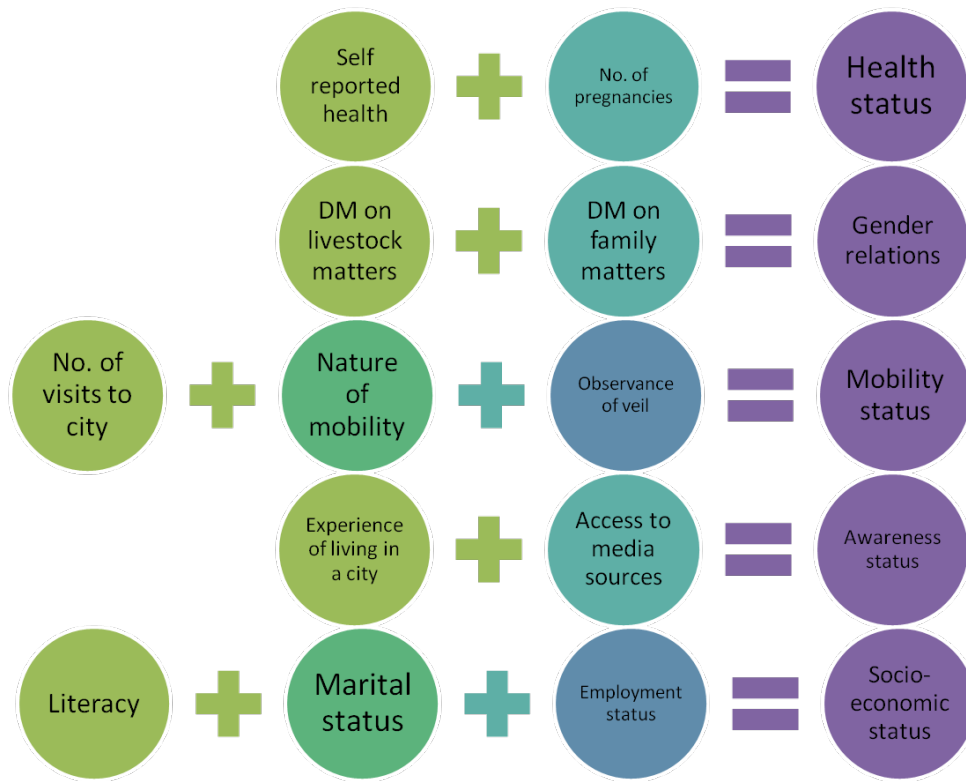 Self
reported
health
No. of
pregnancies
Health
status
DM on
livestock
matters
DM on
family
matters
Gender
relations
No. of
visits to
city
Nature
of
mobility
Observance
of veil
Mobility
status
Experience
of living in
a city
Access to
media
sources
Awareness
status
Literacy
Marital
status
Employment
status
Socio-
economic
status